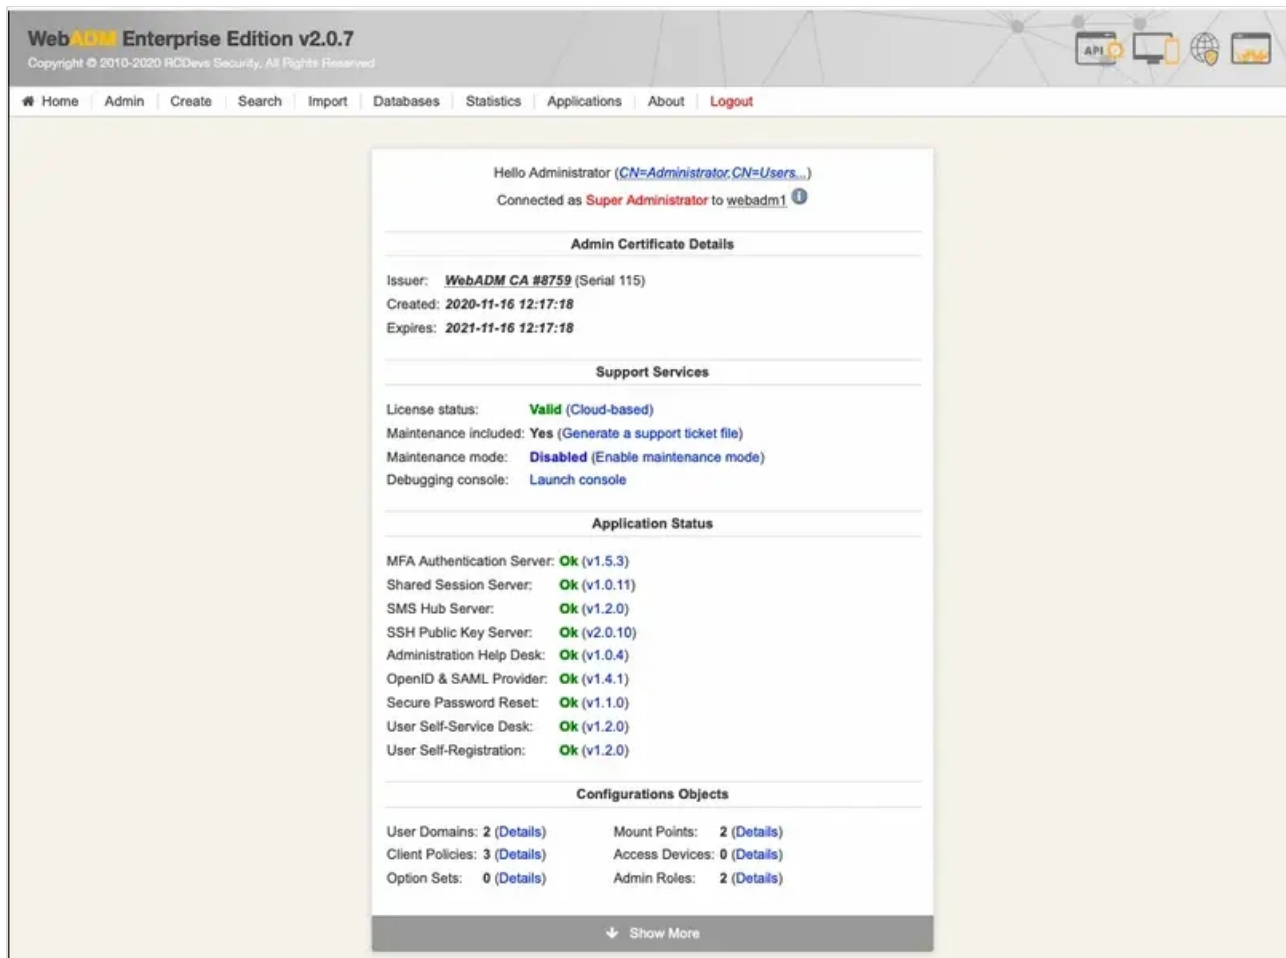 WebADM Enterprise Edition v2.0.7
Copyright © 2010-2020 RCDevs Security, All Rights Reserved
API
Home Admin Create Search Import Databases Statistics Applications About Logout
Hello Administrator (CN=Administrator,CN=Users...)
Connected as Super Administrator to webadm1
Admin Certificate Details
Issuer: WebADM CA #8759 (Serial 115)
Created: 2020-11-16 12:17:18
Expires: 2021-11-16 12:17:18
Support Services
License status: Valid (Cloud-based)
Maintenance included: Yes (Generate a support ticket file)
Maintenance mode: Disabled (Enable maintenance mode)
Debugging console: Launch console
Application Status
MFA Authentication Server: Ok (v1.5.3)
Shared Session Server: Ok (v1.0.11)
SMS Hub Server: Ok (v1.2.0)
SSH Public Key Server: Ok (v2.0.10)
Administration Help Desk: Ok (v1.0.4)
OpenID & SAML Provider: Ok (v1.4.1)
Secure Password Reset: Ok (v1.1.0)
User Self-Service Desk: Ok (v1.2.0)
User Self-Registration: Ok (v1.2.0)
Configurations Objects
User Domains: 2 (Details) Mount Points: 2 (Details)
Client Policies: 3 (Details) Access Devices: 0 (Details)
Option Sets: 0 (Details) Admin Roles: 2 (Details)
Show More